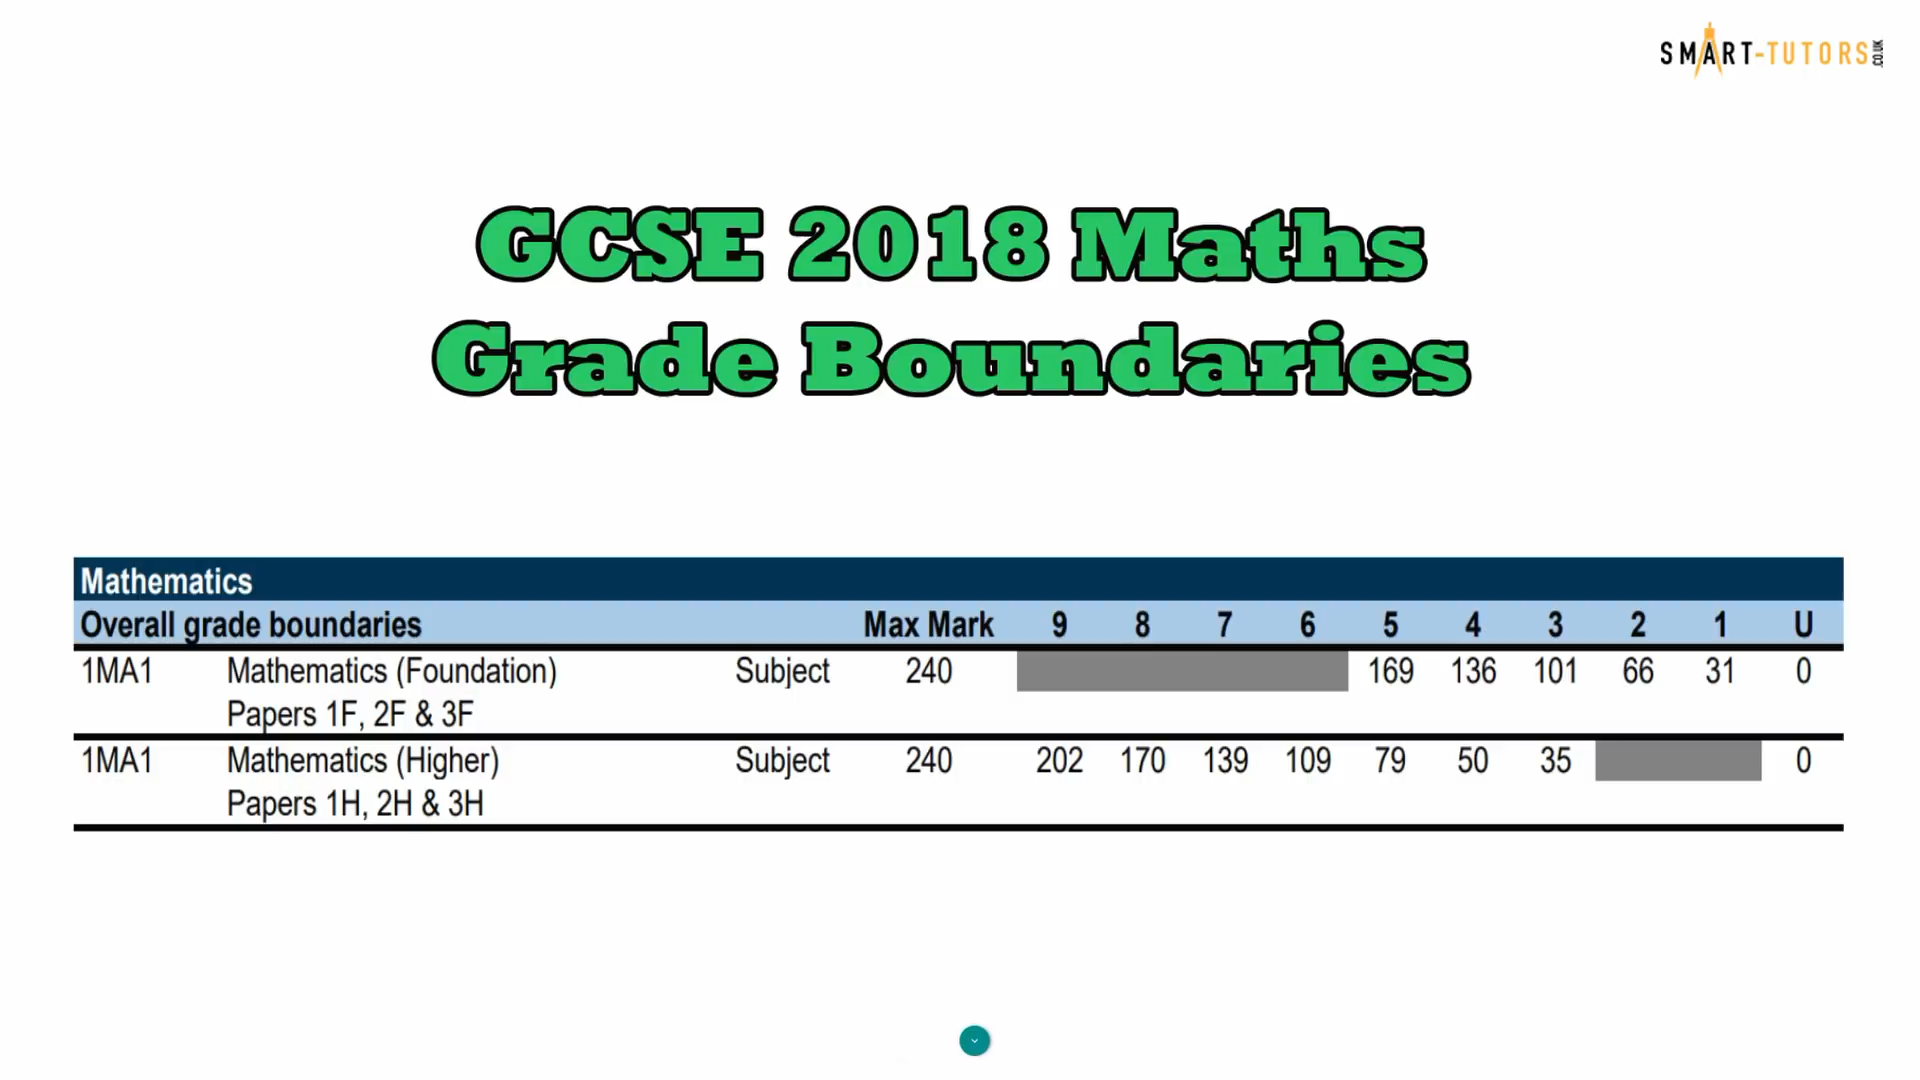 SMART-TUTORS.CO.UK
GCSE 2018 Maths
Grade Boundaries
Mathematics
Overall grade boundaries Max Mark 9 8 7 6 5 4 3 2 1 U
1MA1 Mathematics (Foundation) Subject 240 169 136 101 66 31 0
Papers 1F, 2F & 3F
1MA1 Mathematics (Higher) Subject 240 202 170 139 109 79 50 35 0
Papers 1H, 2H & 3H